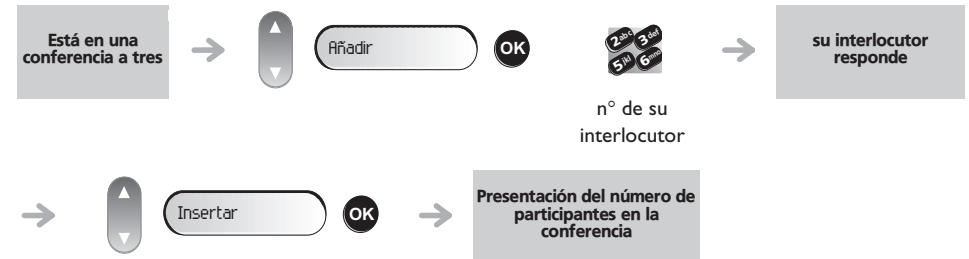 Está en una
conferencia a tres
Añadir
OK
2abc 3def
5jkl 6mno
su interlocutor
responde
n° de su
interlocutor
Insertar
OK
Presentación del número de
participantes en la
conferencia